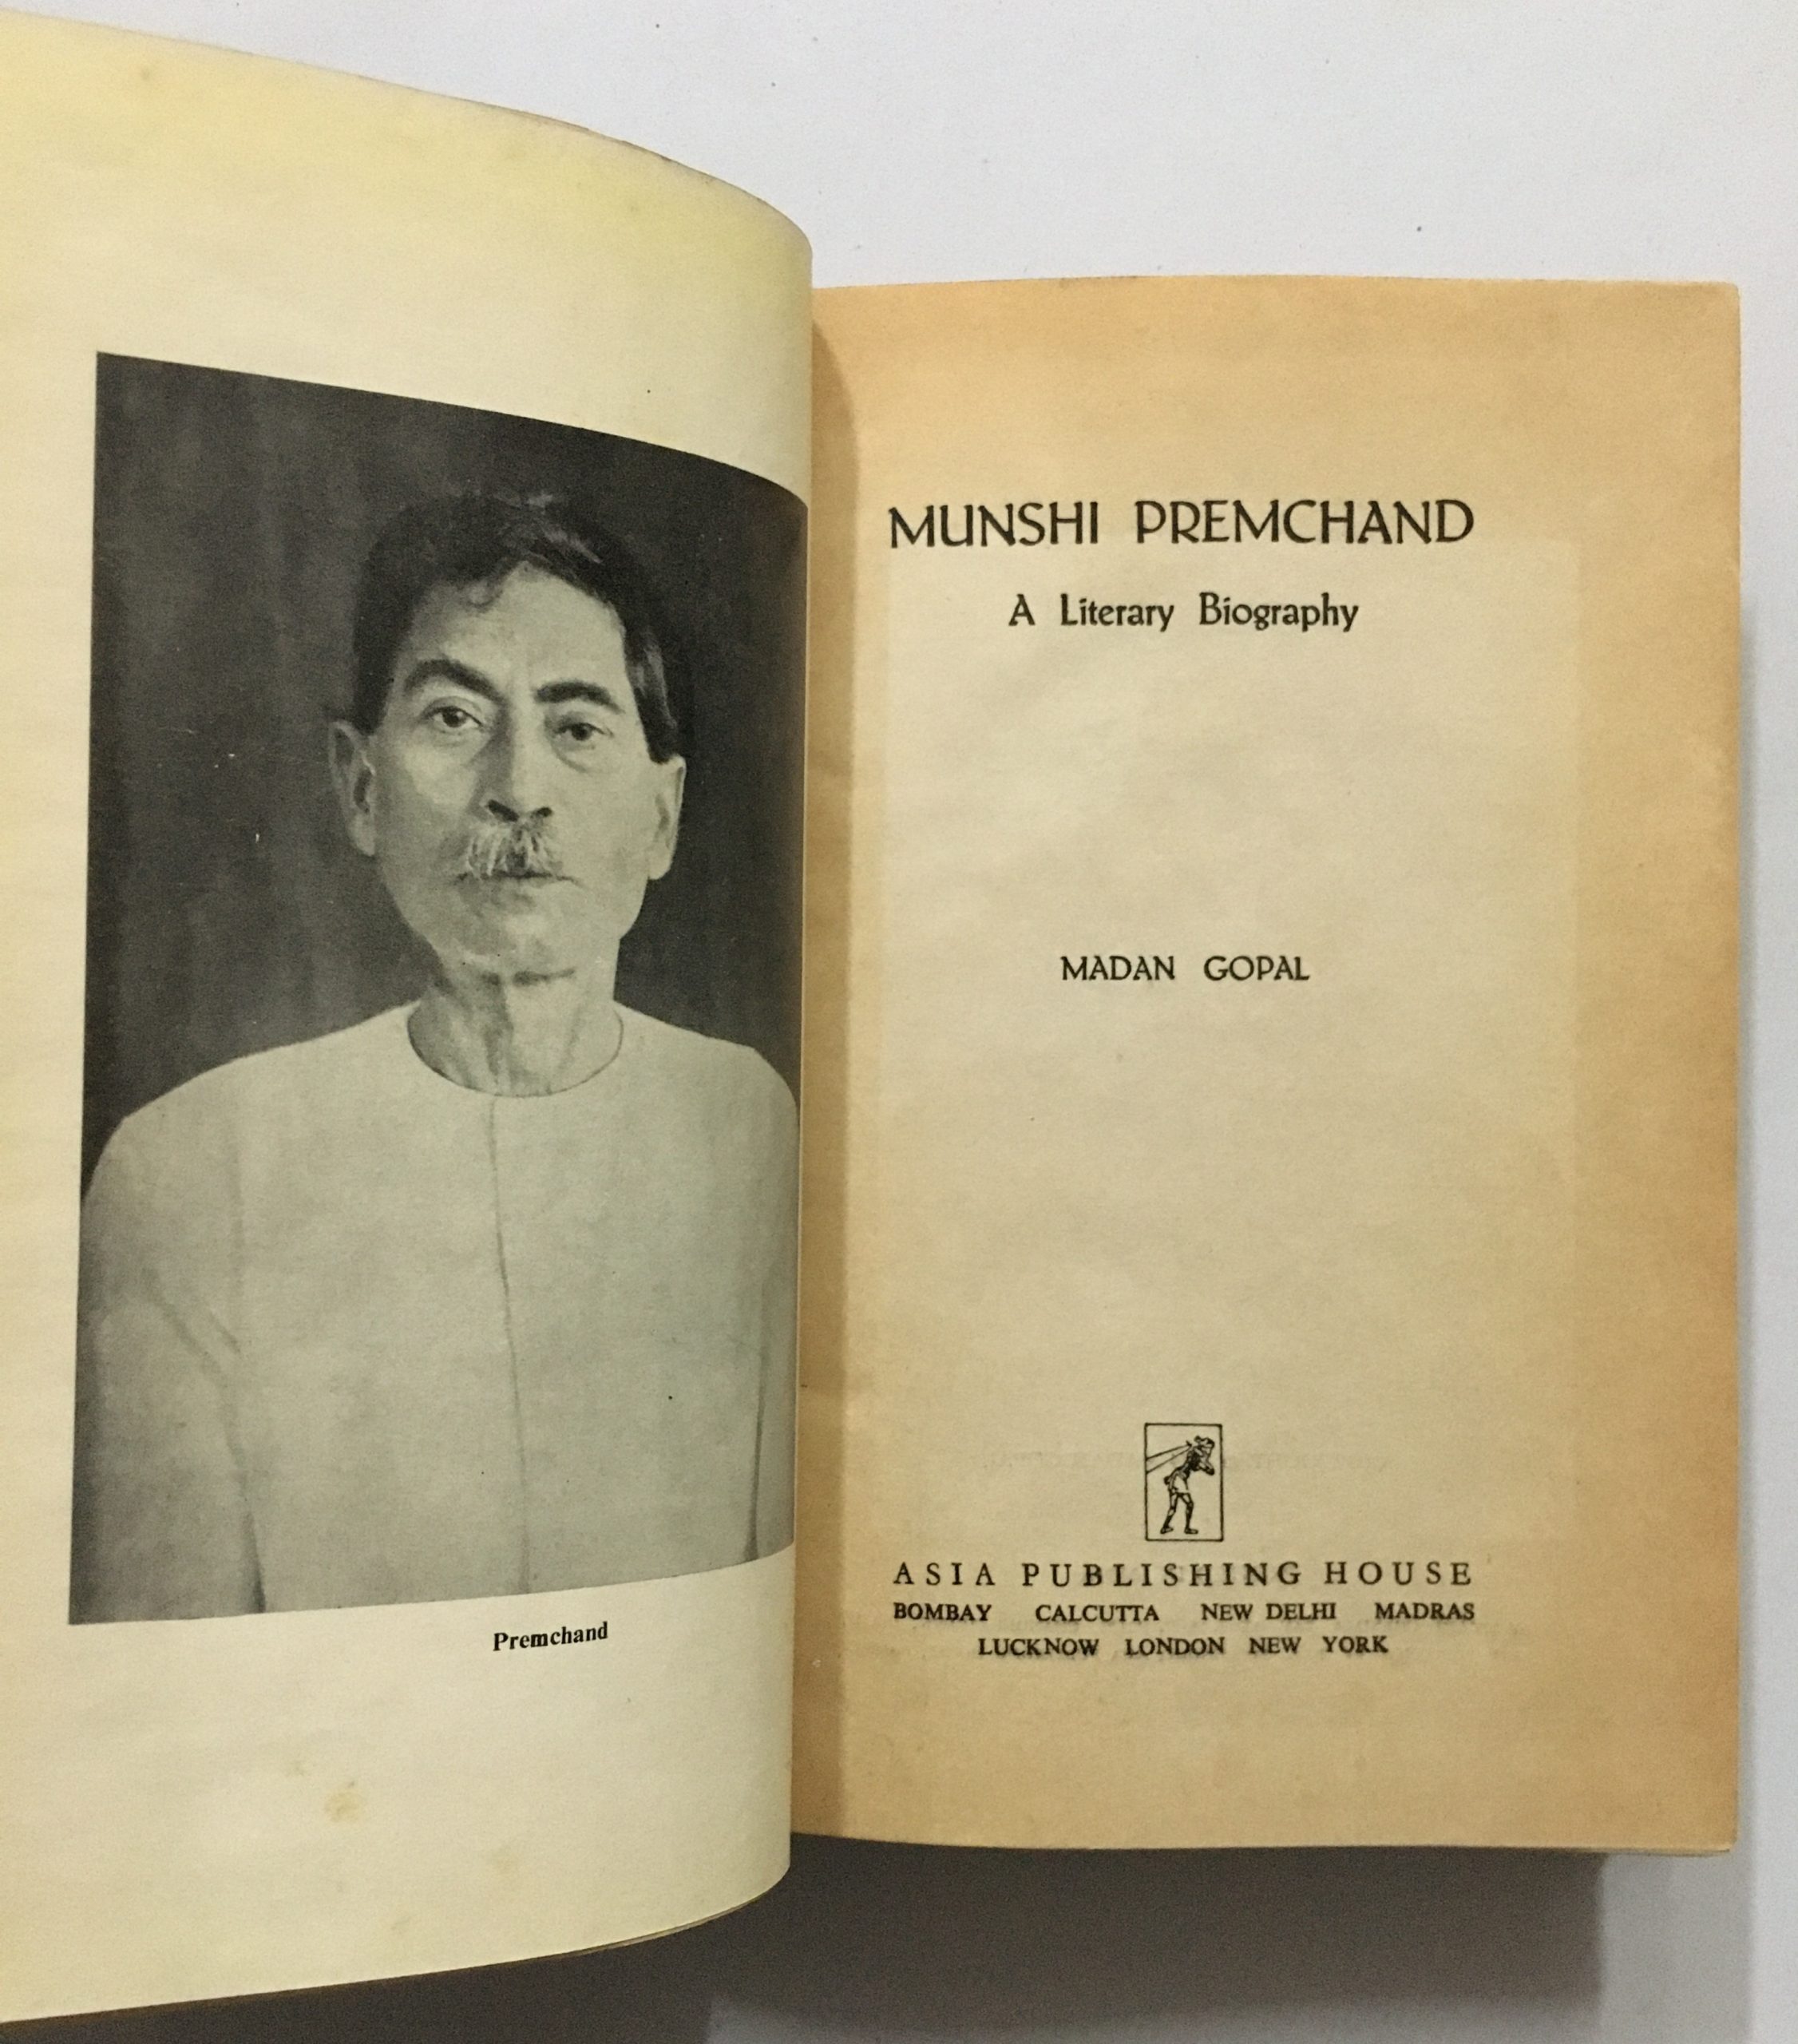 Premchand
MUNSHI PREMCHAND
A Literary Biography
MADAN GOPAL
ASIA PUBLISHING HOUSE
BOMBAY CALCUTTA NEW DELHI MADRAS
LUCKNOW LONDON NEW YORK